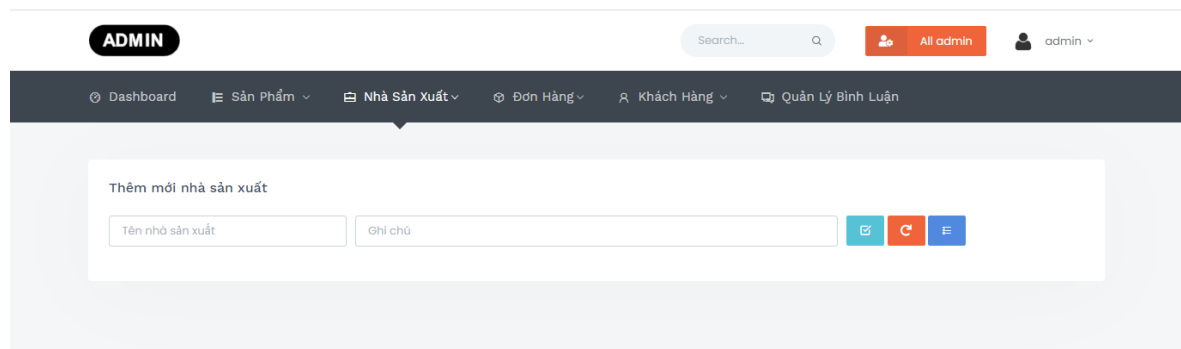 ADMIN
Search...
All admin
admin
Dashboard
Sản Phẩm
Nhà Sản Xuất
Đơn Hàng
Khách Hàng
Quản Lý Bình Luận
Thêm mới nhà sản xuất
Tên nhà sản xuất
Ghi chú